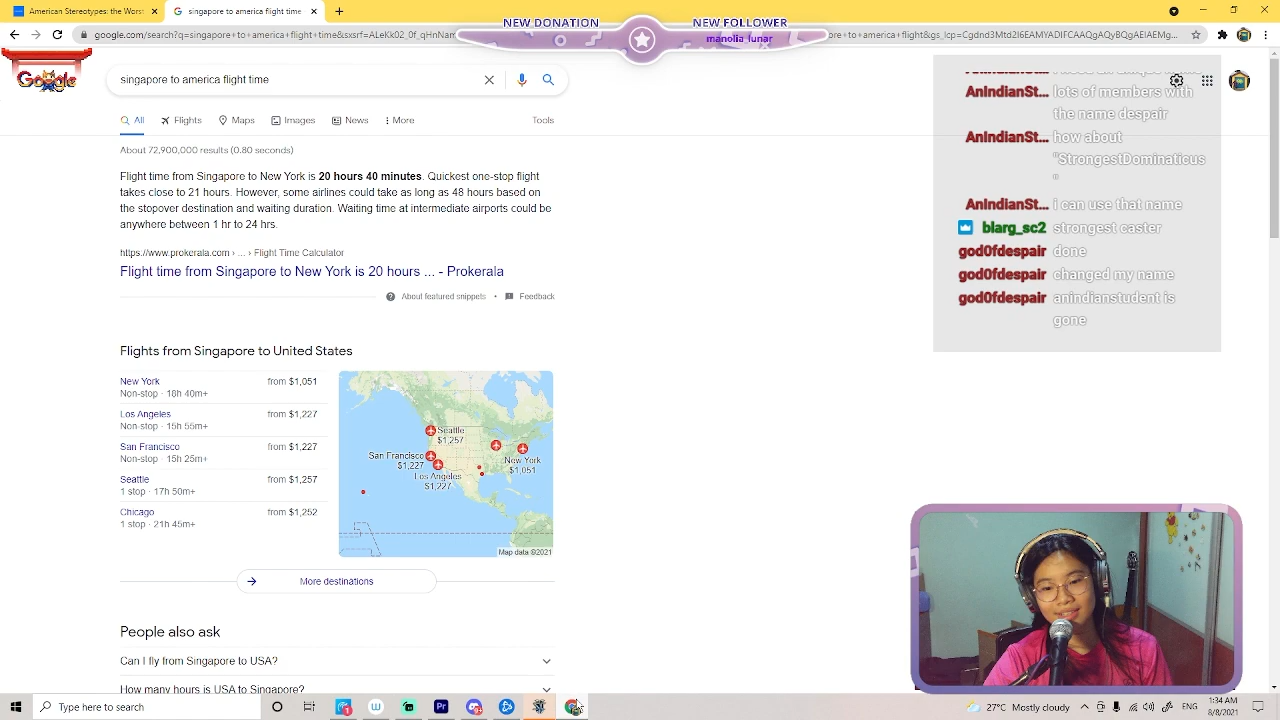 Google Translate
singapore to america flight time
google.com/search?q=singapore+to+america+flight+time
NEW DONATION
NEW FOLLOWER
manolia_lunar
Google
singapore to america flight time
All
Flights
Maps
Images
News
More
Tools
About 72,900,000 results (0.80 seconds)
Flight time from Singapore to New York is 20 hours 40 minutes. Quickest one-stop flight
takes close to 21 hours. However, some airlines could take as long as 48 hours based on
the stopover destination and waiting duration. Waiting time at intermediate airports could be
anywhere between 1 hr to 24 hrs.
https://www.prokerala.com › ... › Flight Time Calculator
Flight time from Singapore to New York is 20 hours ... - Prokerala
About featured snippets • Feedback
Flights from Singapore to United States
New York from $1,051
Non-stop · 18h 40m+
Los Angeles from $1,227
Non-stop · 15h 55m+
San Francisco from $1,227
Non-stop · 15h 25m+
Seattle
1 stop · 17h 50m+
Chicago from $1,252
1 stop · 21h 45m+
Seattle
$1,257
San Francisco
$1,227
New York
$1,051
Los Angeles
$1,227
Map data ©2021
More destinations
People also ask
Can I fly from Singapore to USA?
How many hours is USA to Singapore?
AnIndianSt... lots of members with
the name despair
AnIndianSt... how about
"StrongestDominaticus
"
AnIndianSt... i can use that name
blarg_sc2 strongest caster
god0fdespair done
god0fdespair changed my name
god0fdespair anindianstudent is
gone
Type here to search
27°C Mostly cloudy
1:34 AM
8/8/2021